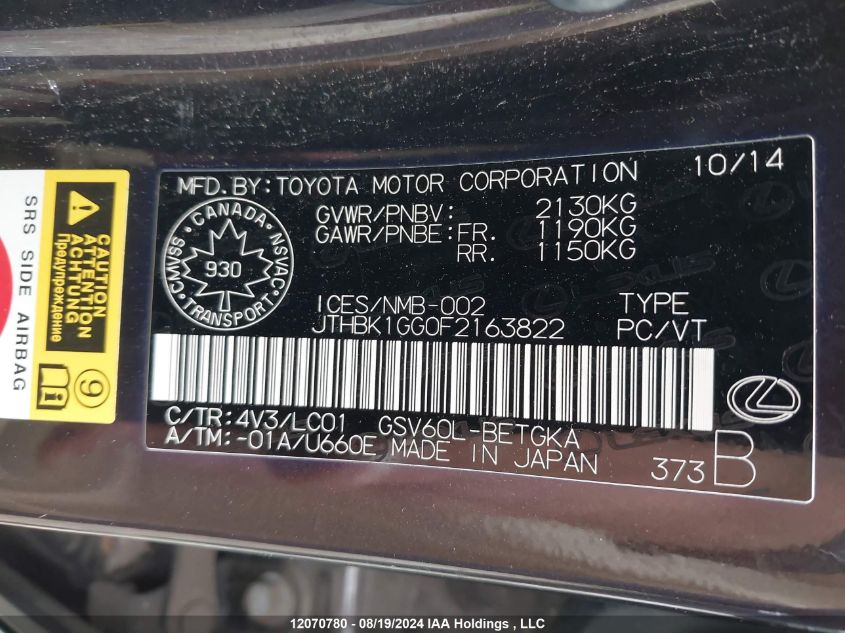 MFD.BY:TOYOTA MOTOR CORPORATION 10/14
GVWR/PNBV: 2130KG
GAWR/PNBE:FR. 1190KG
RR. 1150KG
CANADA
CMVSS NSVAC
930
TRANSPORT
ICES/NMB-002 TYPE
JTHBK1GG0F2163822 PC/VT
C/TR:4V3/LC01 GSV60L-BETGKA
A/TM:-01A/U660E MADE IN JAPAN 373B
SRS SIDE AIRBAG
CAUTION
ATTENTION
ACHTUNG
Предупреждение
9
12070780 - 08/19/2024 IAA Holdings , LLC